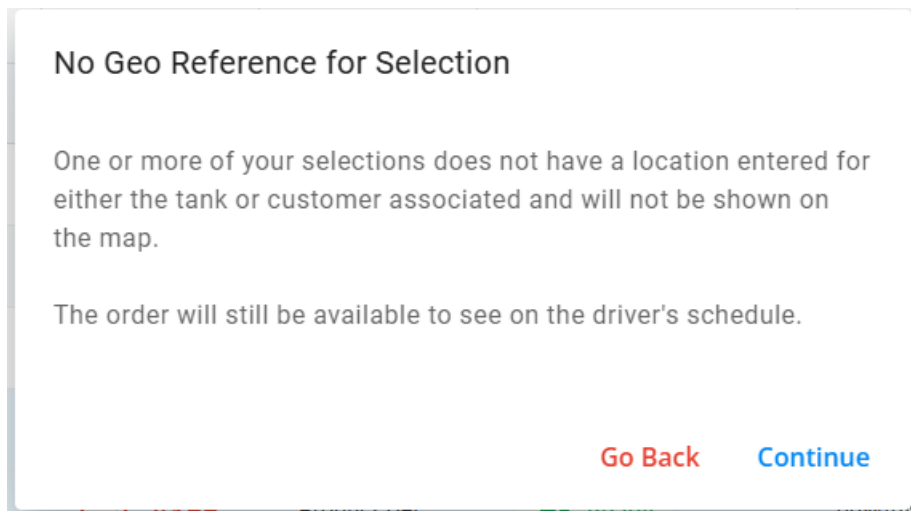 No Geo Reference for Selection
One or more of your selections does not have a location entered for
either the tank or customer associated and will not be shown on
the map.
The order will still be available to see on the driver's schedule.
Go Back Continue